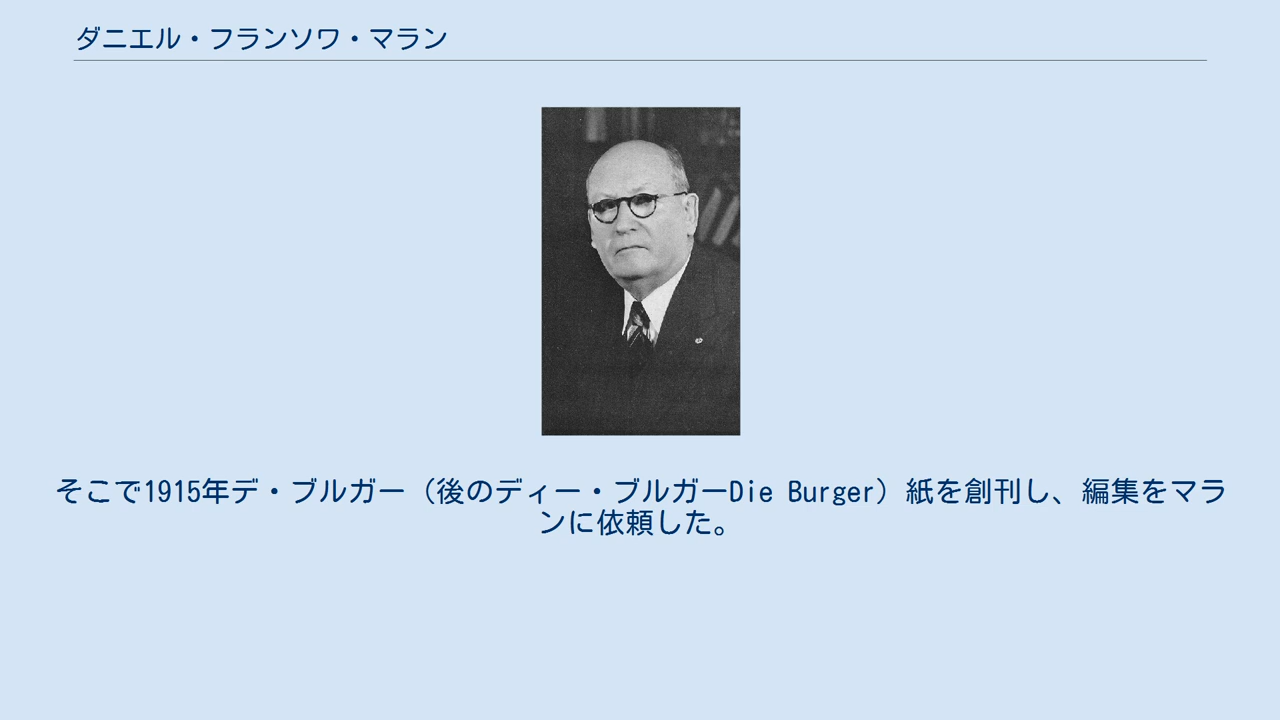 ダニエル・フランソワ・マラン
そこで1915年デ・ブルガー（後のディー・ブルガーDie Burger）紙を創刊し、編集をマラ
ンに依頼した。